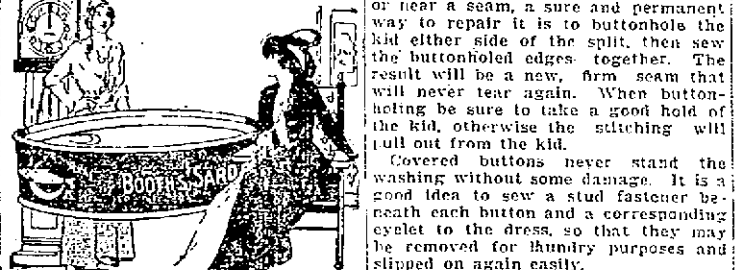 BOOTH'S SARD
or near a seam, a sure and permanent
way to repair it is to buttonhole the
kid either side of the split, then sew
the buttonholed edges together. The
result will be a new, firm seam that
will never tear again. When button-
holing be sure to take a good hold of
the kid, otherwise the stitching will
pull out from the kid.
Covered buttons never stand the
washing without some damage. It is a
good idea to sew a stud fastener be-
neath each button and a corresponding
eyelet to the dress, so that they may
be removed for laundry purposes and
slipped on again easily.